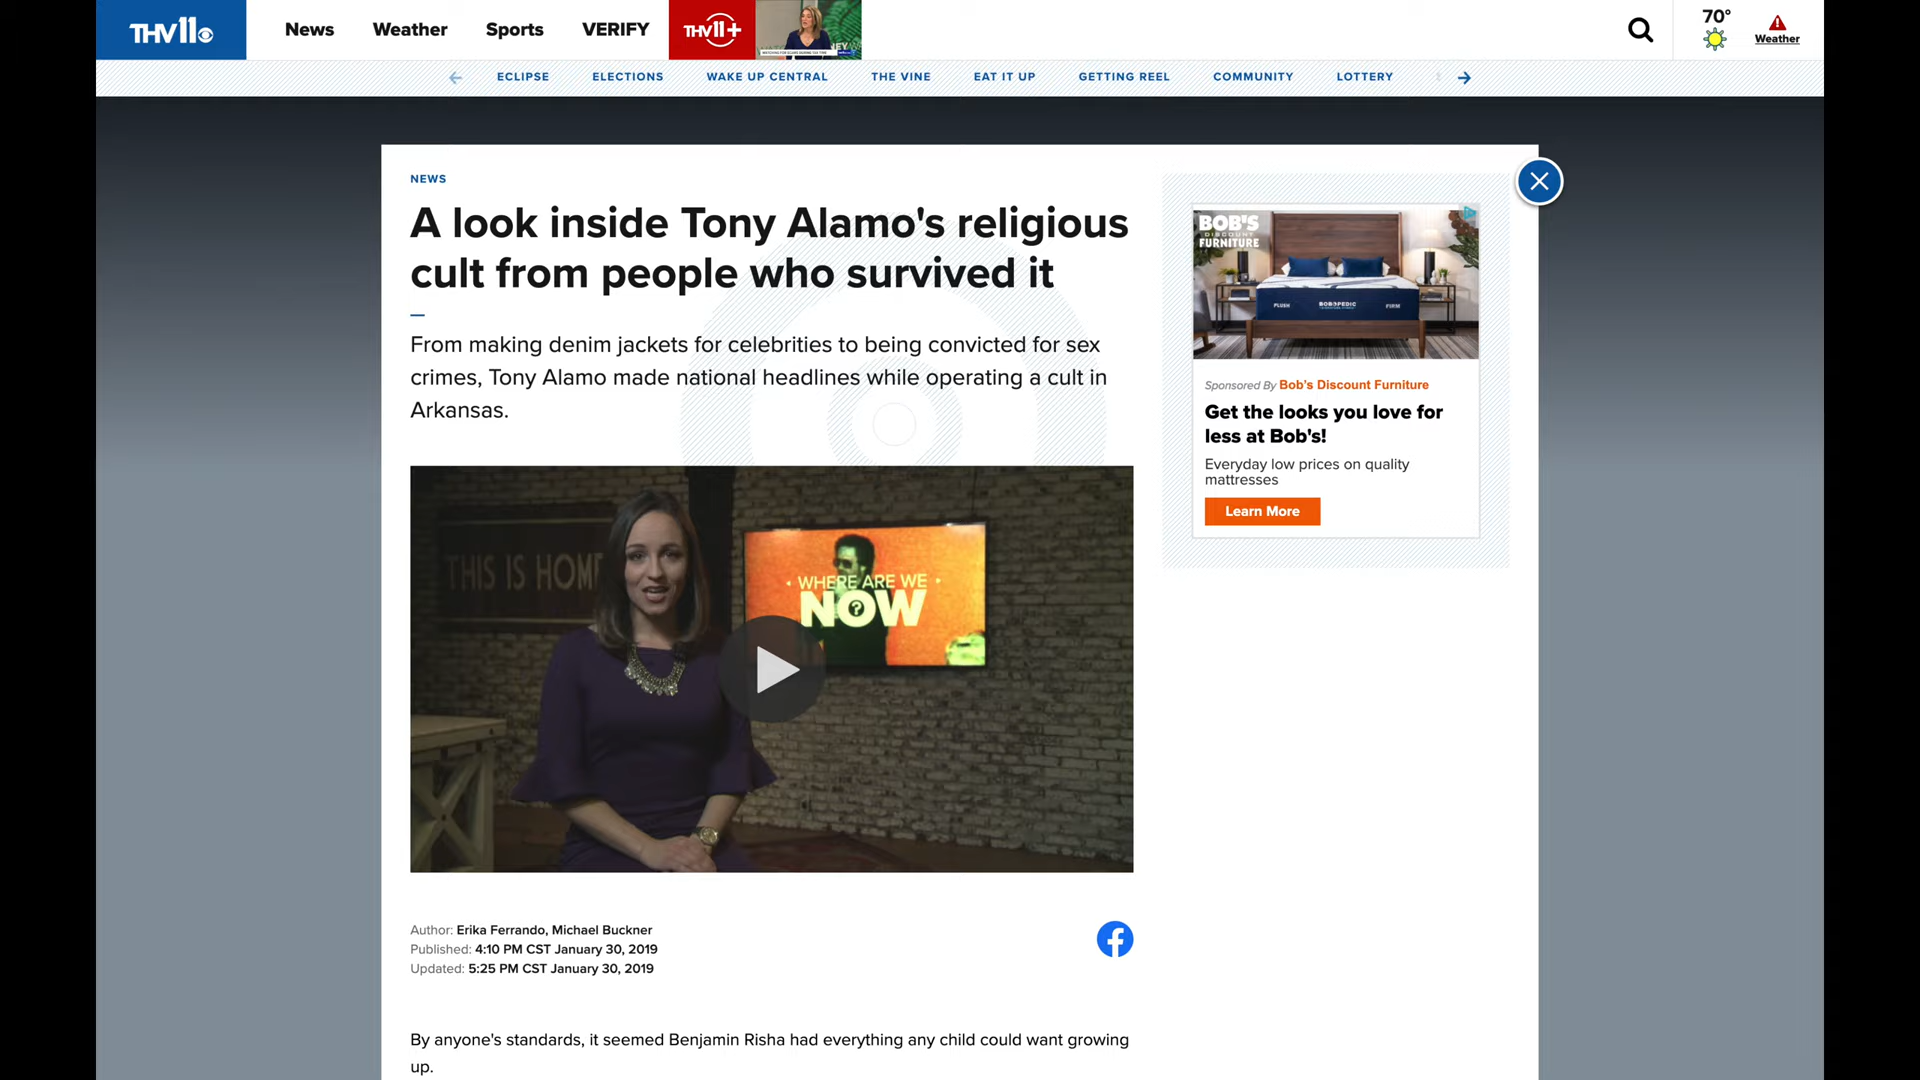 THV11
News
Weather
Sports
VERIFY
THV11+
70°
Weather
ECLIPSE
ELECTIONS
WAKE UP CENTRAL
THE VINE
EAT IT UP
GETTING REEL
COMMUNITY
LOTTERY
NEWS
A look inside Tony Alamo's religious
cult from people who survived it
From making denim jackets for celebrities to being convicted for sex
crimes, Tony Alamo made national headlines while operating a cult in
Arkansas.
THIS IS HOME
WHERE ARE WE
NOW
?
Author: Erika Ferrando, Michael Buckner
Published: 4:10 PM CST January 30, 2019
Updated: 5:25 PM CST January 30, 2019
By anyone's standards, it seemed Benjamin Risha had everything any child could want growing
up.
BOB'S
DISCOUNT
FURNITURE
PLUSH
BOB-O-PEDIC
FIRM
Sponsored By Bob's Discount Furniture
Get the looks you love for
less at Bob's!
Everyday low prices on quality
mattresses
Learn More